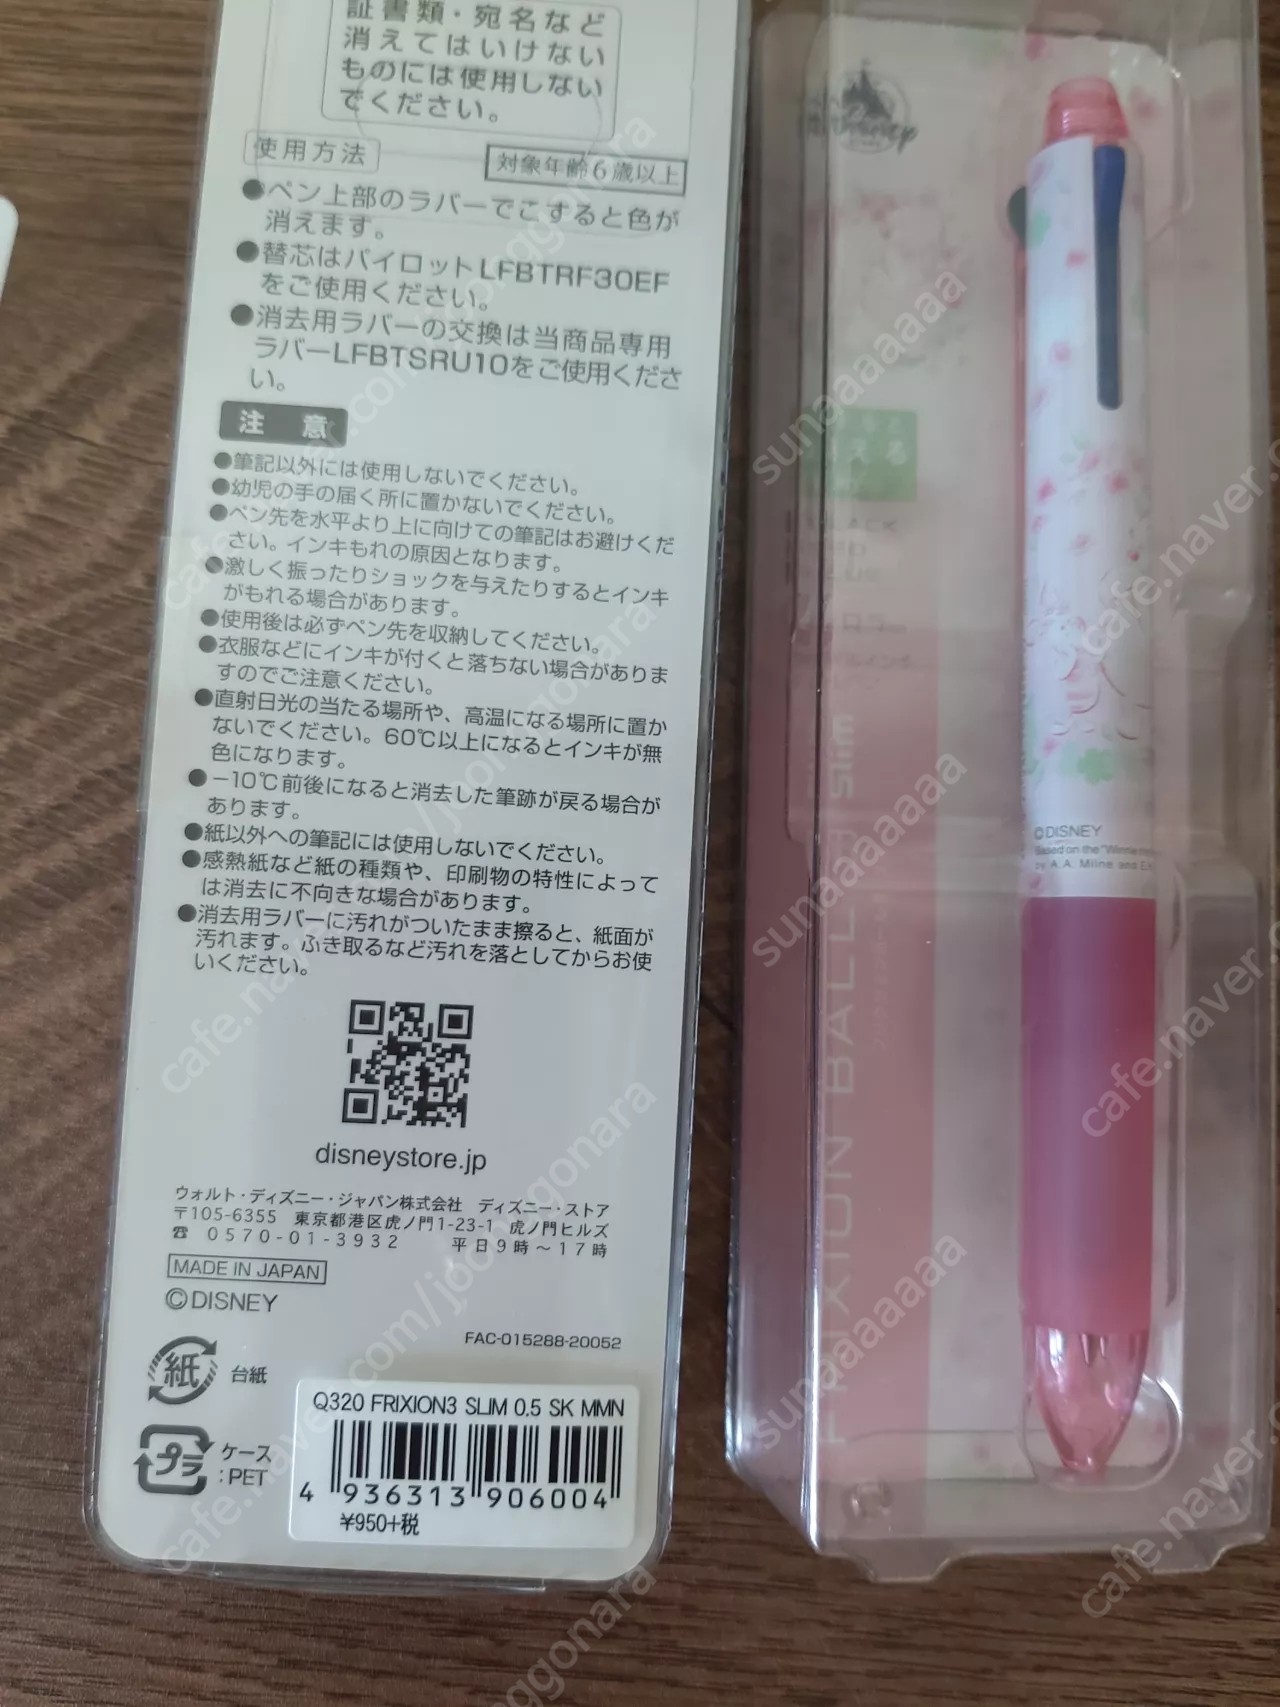 証書類・宛名など
消えてはいけない
ものには使用しない
でください。
使用方法
対象年齢6歳以上
●ペン上部のラバーでこすると色が
消えます。
●替芯はパイロットLFBTRF30EF
をご使用ください。
●消去用ラバーの交換は当商品専用
ラバーLFBTSRU10をご使用くださ
い。
注 意
●筆記以外には使用しないでください。
●幼児の手の届く所に置かないでください。
●ペン先を水平より上に向けての筆記はお避けくだ
さい。インキもれの原因となります。
●激しく振ったりショックを与えたりするとインキ
がもれる場合があります。
●使用後は必ずペン先を収納してください。
●衣服などにインキが付くと落ちない場合がありま
すのでご注意ください。
●直射日光の当たる場所や、高温になる場所に置か
ないでください。60℃以上になるとインキが無
色になります。
●−10℃前後になると消去した筆跡が戻る場合が
あります。
●紙以外への筆記には使用しないでください。
●感熱紙など紙の種類や、印刷物の特性によって
は消去に不向きな場合があります。
●消去用ラバーに汚れがついたまま擦ると、紙面が
汚れます。ふき取るなど汚れを落としてからお使
いください。
disneystore.jp
ウォルト・ディズニー・ジャパン株式会社 ディズニー・ストア
〒105-6355 東京都港区虎ノ門1-23-1 虎ノ門ヒルズ
☎ 0570-01-3932 平日9時～17時
MADE IN JAPAN
©DISNEY
FAC-015288-20052
紙 台紙
プラ ケース
:PET
Q320 FRIXION3 SLIM 0.5 SK MMN
4 936313 906004
¥950+税
©DISNEY
Based on the "Winnie
by A.A. Milne and E.H
FRIXION BALL 3 Slim
cafe.naver.com/joonggonara
sunaaaaaaa
cafe.naver.